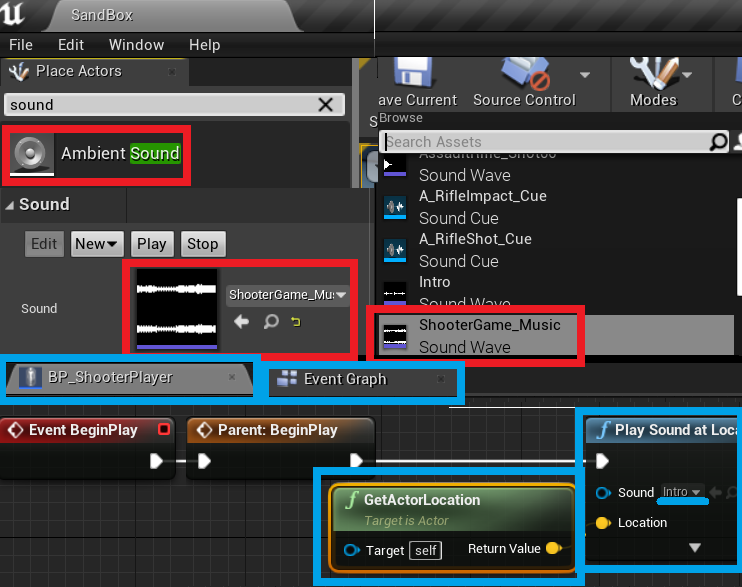 SandBox
File Edit Window Help
Place Actors
sound
Ambient Sound
ave Current Source Control Modes C
Browse
S
Search Assets
Sound Wave
A_RifleImpact_Cue
Sound Cue
A_RifleShot_Cue
Sound Cue
Intro
Sound Wave
ShooterGame_Music
Sound Wave
Sound
Edit New Play Stop
Sound
ShooterGame_Mus
BP_ShooterPlayer
Event Graph
Event BeginPlay
Parent: BeginPlay
f Play Sound at Loca
Sound Intro
Location
f GetActorLocation
Target is Actor
Target self Return Value